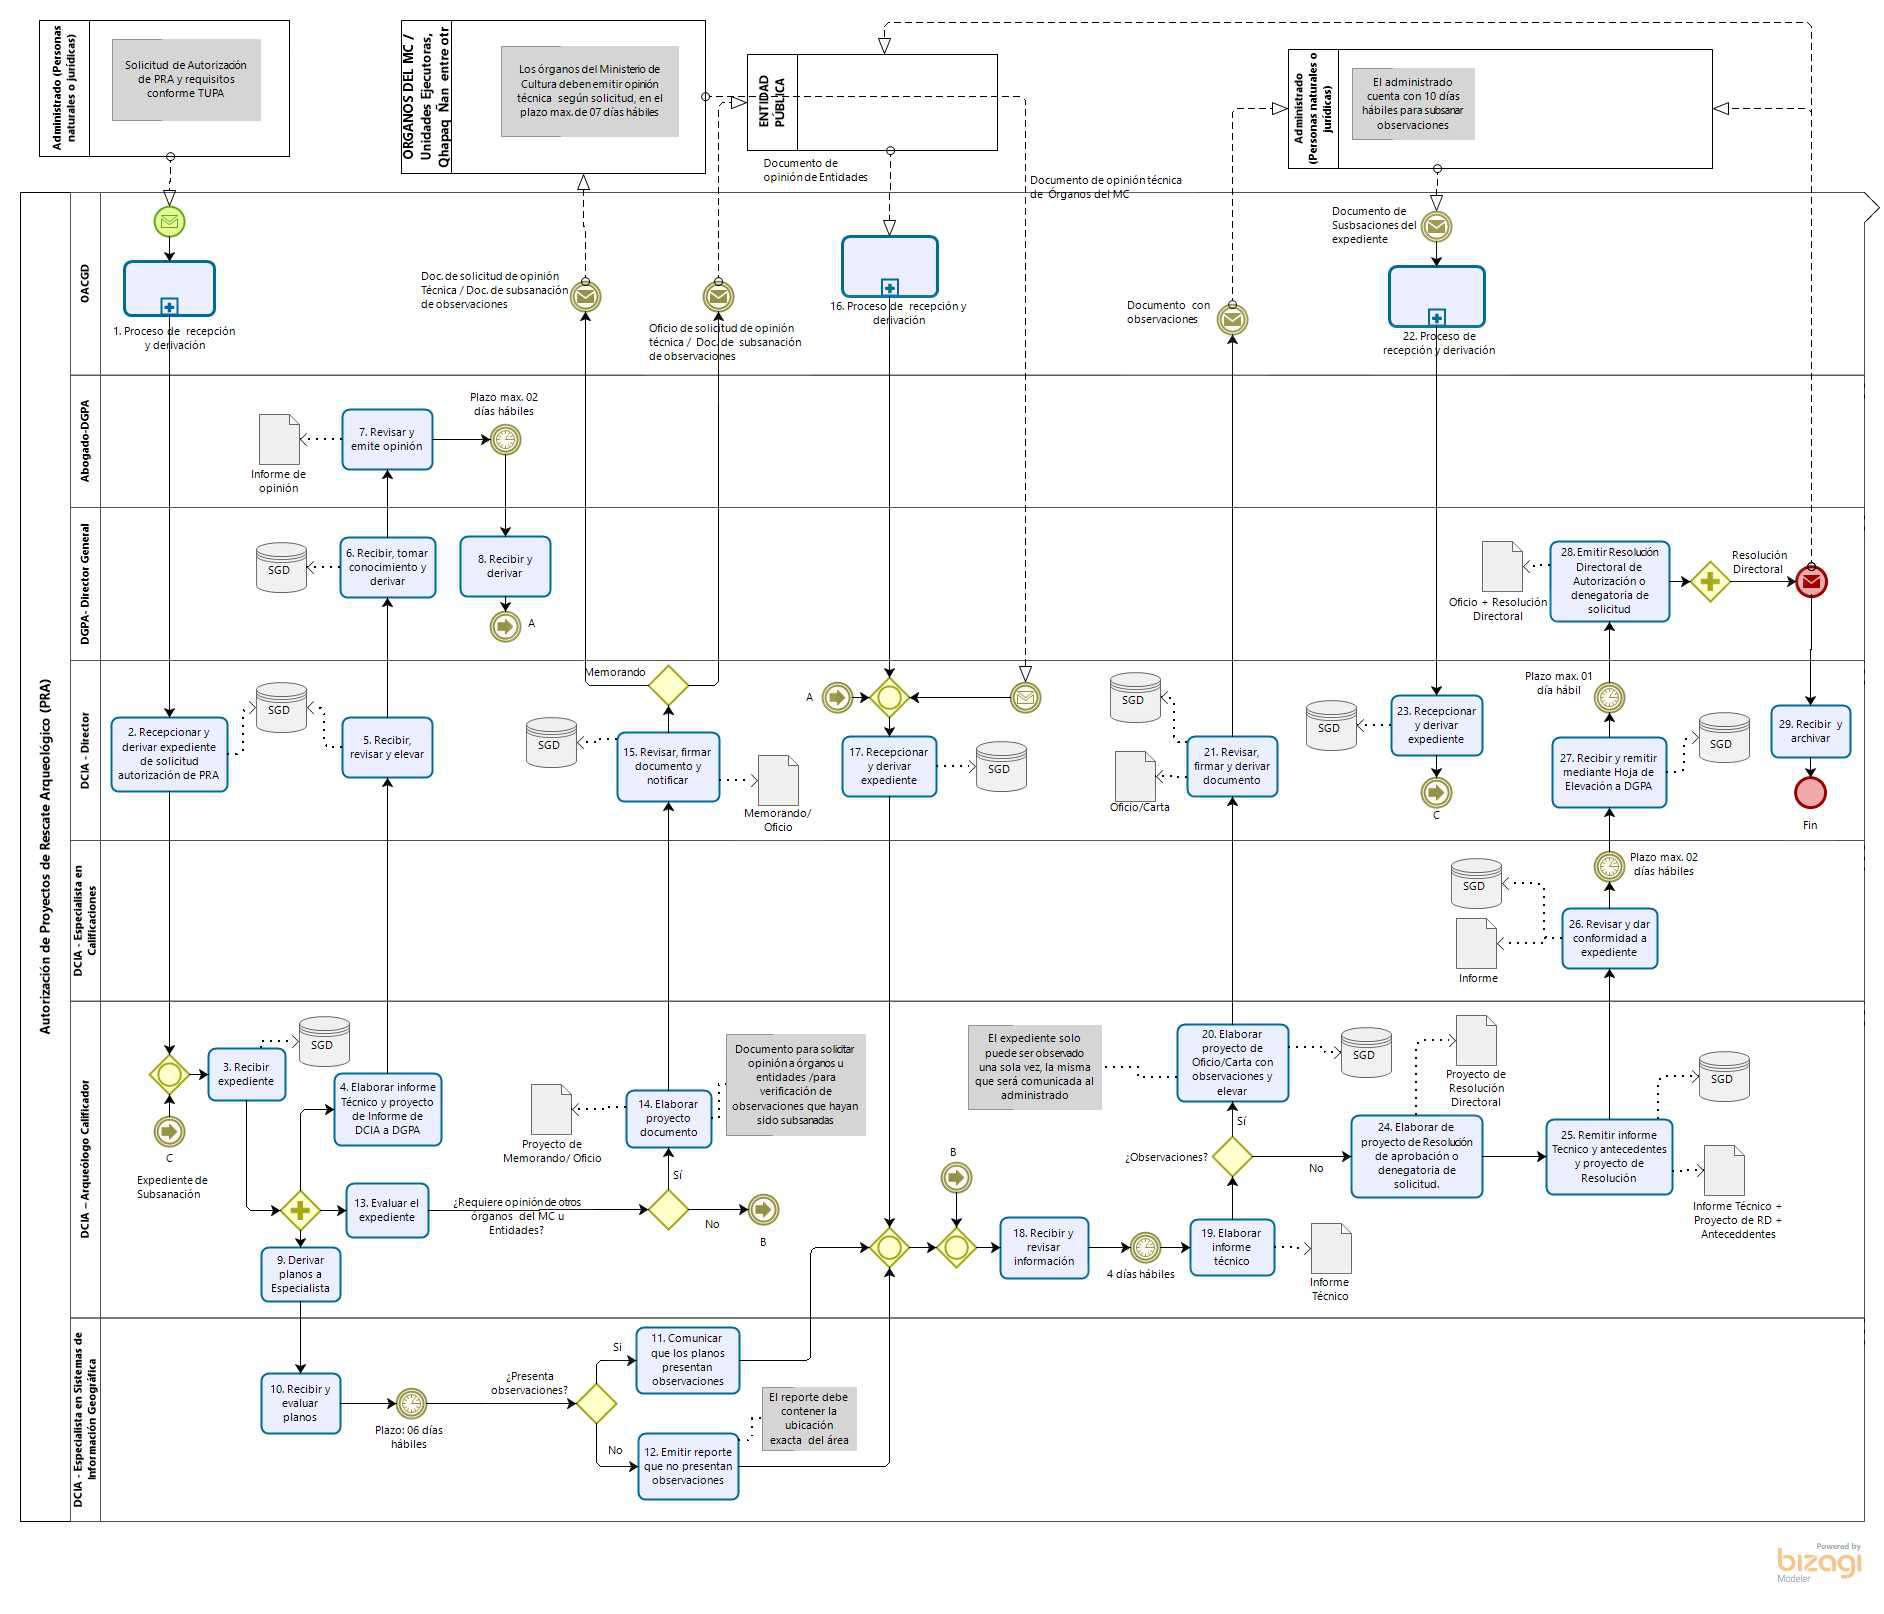 Administrado (Personas
naturales o jurídicas)
Solicitud de Autorización
de PRA y requisitos
conforme TUPA
ORGANOS DEL MC /
Unidades Ejecutoras,
Qhapaq Ñan entre otr
Los órganos del Ministerio de
Cultura deben emitir opinión
técnica según solicitud, en el
plazo max. de 07 días hábiles
ENTIDAD
PÚBLICA
Administrado
(Personas naturales o
jurídicas)
El administrado
cuenta con 10 días
hábiles para subsanar
observaciones
Documento de
opinión de Entidades
Documento de opinión técnica
de Órganos del MC
Autorización de Proyectos de Rescate Arqueológico (PRA)
OACGD
1. Proceso de recepción
y derivación
Doc. de solicitud de opinión
Técnica / Doc. de subsanación
de observaciones
Oficio de solicitud de opinión
técnica / Doc. de subsanación
de observaciones
16. Proceso de recepción y
derivación
Documento con
observaciones
Documento de
Susbsaciones del
expediente
22. Proceso de
recepción y derivación
Abogado-DGPA
Informe de
opinión
7. Revisar y
emite opinión
Plazo max. 02
días hábiles
DGPA- Director General
SGD
6. Recibir, tomar
conocimiento y
derivar
8. Recibir y
derivar
A
Oficio + Resolución
Directoral
28. Emitir Resolución
Directoral de
Autorización o
denegatoria de
solicitud
Resolución
Directoral
DCIA - Director
2. Recepcionar y
derivar expediente
de solicitud
autorización de PRA
SGD
5. Recibir,
revisar y elevar
Memorando
SGD
15. Revisar, firmar
documento y
notificar
Memorando/
Oficio
A
17. Recepcionar
y derivar
expediente
SGD
SGD
Oficio/Carta
21. Revisar,
firmar y derivar
documento
SGD
23. Recepcionar
y derivar
expediente
C
Plazo max. 01
día hábil
27. Recibir y remitir
mediante Hoja de
Elevación a DGPA
SGD
29. Recibir y
archivar
Fin
DCIA - Especialista en
Calificaciones
SGD
Informe
Plazo max. 02
días hábiles
26. Revisar y dar
conformidad a
expediente
DCIA – Arqueólogo Calificador
C
Expediente de
Subsanación
3. Recibir
expediente
SGD
4. Elaborar informe
Técnico y proyecto
de Informe de
DCIA a DGPA
13. Evaluar el
expediente
9. Derivar
planos a
Especialista
¿Requiere opinión de otros
órganos del MC u
Entidades?
Proyecto de
Memorando/ Oficio
14. Elaborar
proyecto
documento
Documento para solicitar
opinión a órganos u
entidades /para
verificación de
observaciones que hayan
sido subsanadas
Sí
No
B
B
18. Recibir y
revisar
información
4 días hábiles
19. Elaborar
informe
técnico
Informe
Técnico
El expediente solo
puede ser observado
una sola vez, la misma
que será comunicada al
administrado
20. Elaborar
proyecto de
Oficio/Carta con
observaciones y
elevar
SGD
¿Observaciones?
Sí
No
Proyecto de
Resolución
Directoral
24. Elaborar de
proyecto de Resolución
de aprobación o
denegatoria de
solicitud.
25. Remitir informe
Tecnico y antecedentes
y proyecto de
Resolución
SGD
Informe Técnico +
Proyecto de RD +
Anteceddentes
DCIA - Especialista en Sistemas de
Información Geográfica
10. Recibir y
evaluar
planos
Plazo: 06 días
hábiles
¿Presenta
observaciones?
Si
No
11. Comunicar
que los planos
presentan
observaciones
12. Emitir reporte
que no presentan
observaciones
El reporte debe
contener la
ubicación
exacta del área
Powered by
bizagi
Modeler